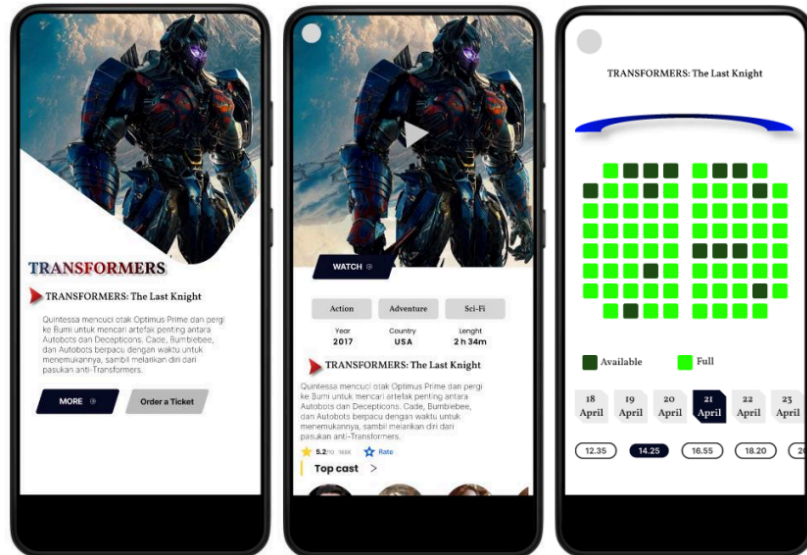 TRANSFORMERS
TRANSFORMERS: The Last Knight
Quintessa mencuci otak Optimus Prime dan pergi
ke Bumi untuk mencari artefak penting antara
Autobots dan Decepticons. Cade, Bumblebee,
dan Autobots berpacu dengan waktu untuk
menemukannya, sambil melarikan diri dari
pasukan anti-Transformers.
MORE
Order a Ticket
WATCH
Action Adventure Sci-Fi
Year Country Lenght
2017 USA 2 h 34m
TRANSFORMERS: The Last Knight
Quintessa mencuci otak Optimus Prime dan pergi
ke Bumi untuk mencari artefak penting antara
Autobots dan Decepticons. Cade, Bumblebee,
dan Autobots berpacu dengan waktu untuk
menemukannya, sambil melarikan diri dari
pasukan anti-Transformers.
5.2/10 Rate
Top cast >
TRANSFORMERS: The Last Knight
Available Full
18 19 20 21 22 23
April April April April April April
12.35 14.25 16.55 18.20